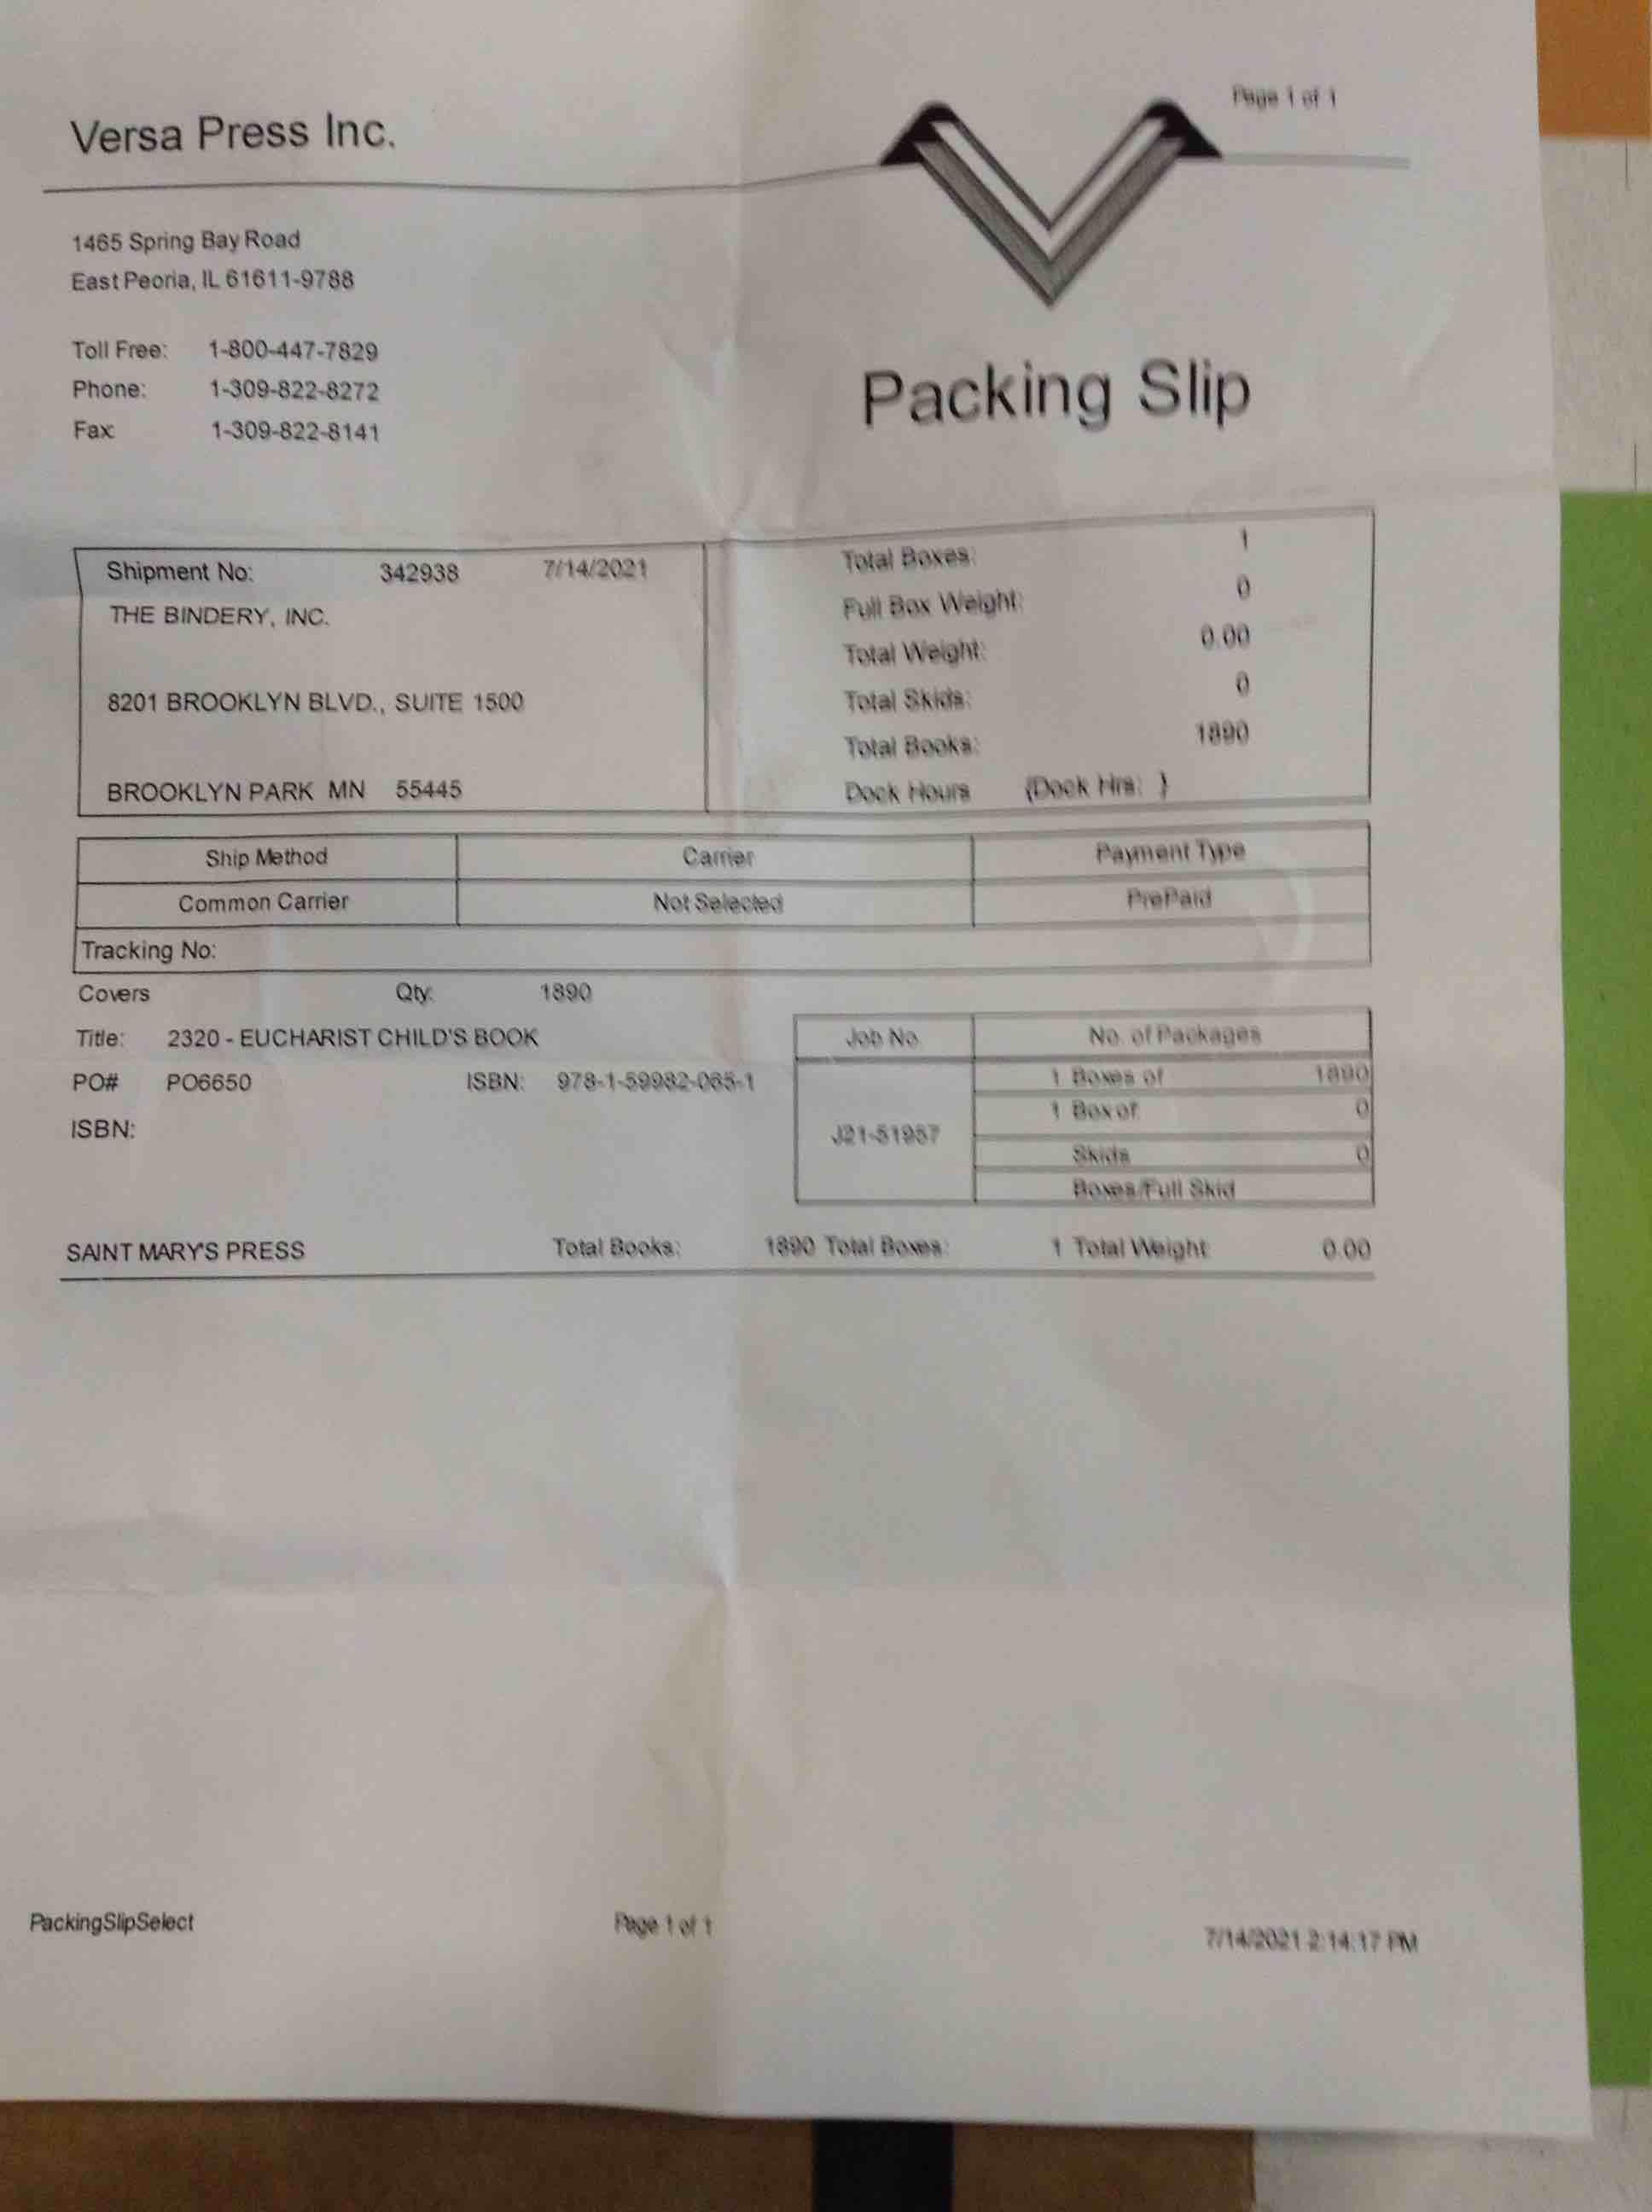 Page 1 of 1
Versa Press Inc.
1465 Spring Bay Road
East Peoria, IL 61611-9788
Toll Free: 1-800-447-7829
Phone: 1-309-822-8272
Fax: 1-309-822-8141
Packing Slip
Shipment No: 342938 7/14/2021
THE BINDERY, INC.
8201 BROOKLYN BLVD., SUITE 1500
BROOKLYN PARK MN 55445
Total Boxes: 1
Full Box Weight: 0
Total Weight: 0.00
Total Skids: 0
Total Books: 1890
Dock Hours (Dock Hrs: )
Ship Method Carrier Payment Type
Common Carrier Not Selected PrePaid
Tracking No:
Covers Qty: 1890
Title: 2320 - EUCHARIST CHILD'S BOOK
PO# PO6650 ISBN: 978-1-59982-065-1
ISBN:
Job No No. of Packages
J21-51957
1 Boxes of 1890
1 Box of 0
Skids 0
Boxes/Full Skid
SAINT MARY'S PRESS Total Books: 1890 Total Boxes: 1 Total Weight 0.00
PackingSlipSelect Page 1 of 1 7/14/2021 2:14:17 PM